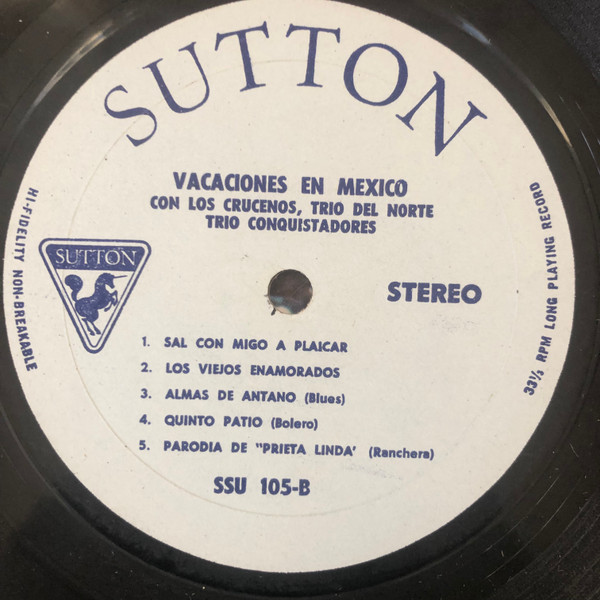 SUTTON
VACACIONES EN MEXICO
CON LOS CRUCENOS, TRIO DEL NORTE
TRIO CONQUISTADORES
HI-FIDELITY NON-BREAKABLE
SUTTON
STEREO
33⅓ RPM LONG PLAYING RECORD
1. SAL CON MIGO A PLAICAR
2. LOS VIEJOS ENAMORADOS
3. ALMAS DE ANTANO (Blues)
4. QUINTO PATIO (Bolero)
5. PARODIA DE "PRIETA LINDA' (Ranchera)
SSU 105-B